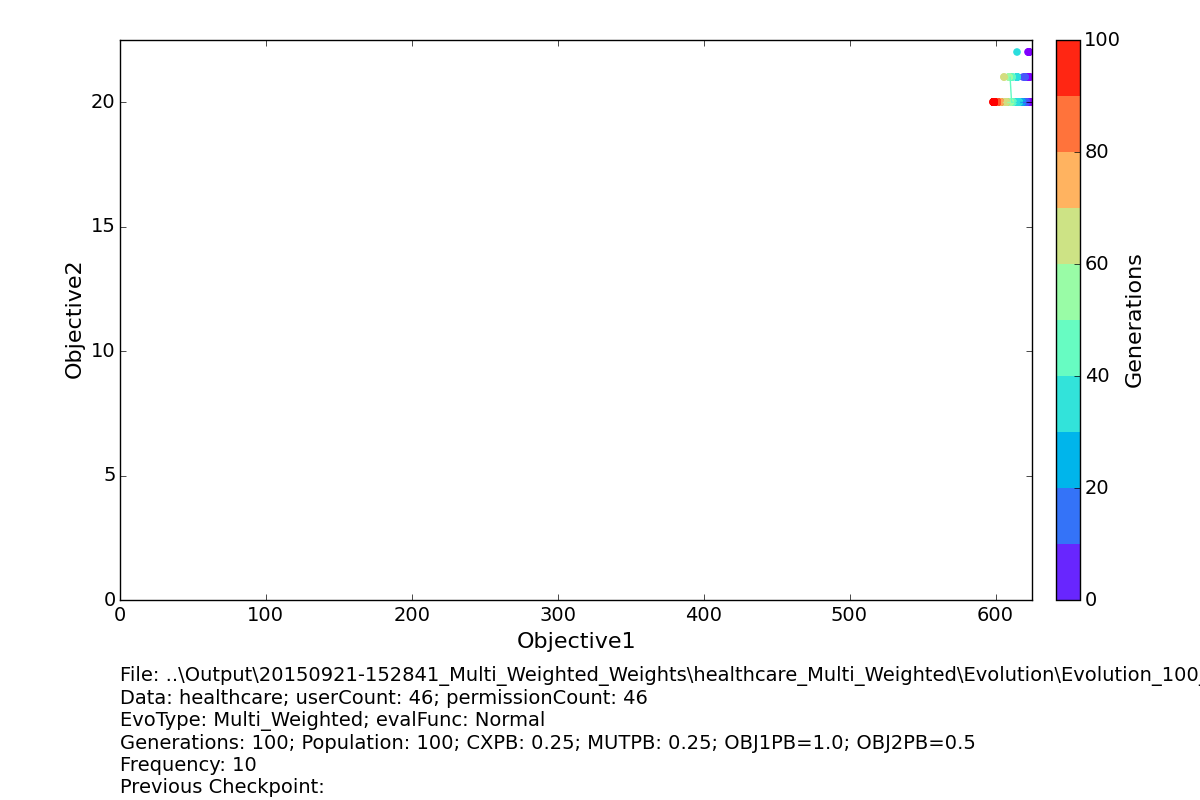 100
80
60
40
20
0
Generations
20
15
10
5
0
Objective2
0 100 200 300 400 500 600
Objective1
File: ..\Output\20150921-152841_Multi_Weighted_Weights\healthcare_Multi_Weighted\Evolution\Evolution_100_
Data: healthcare; userCount: 46; permissionCount: 46
EvoType: Multi_Weighted; evalFunc: Normal
Generations: 100; Population: 100; CXPB: 0.25; MUTPB: 0.25; OBJ1PB=1.0; OBJ2PB=0.5
Frequency: 10
Previous Checkpoint: